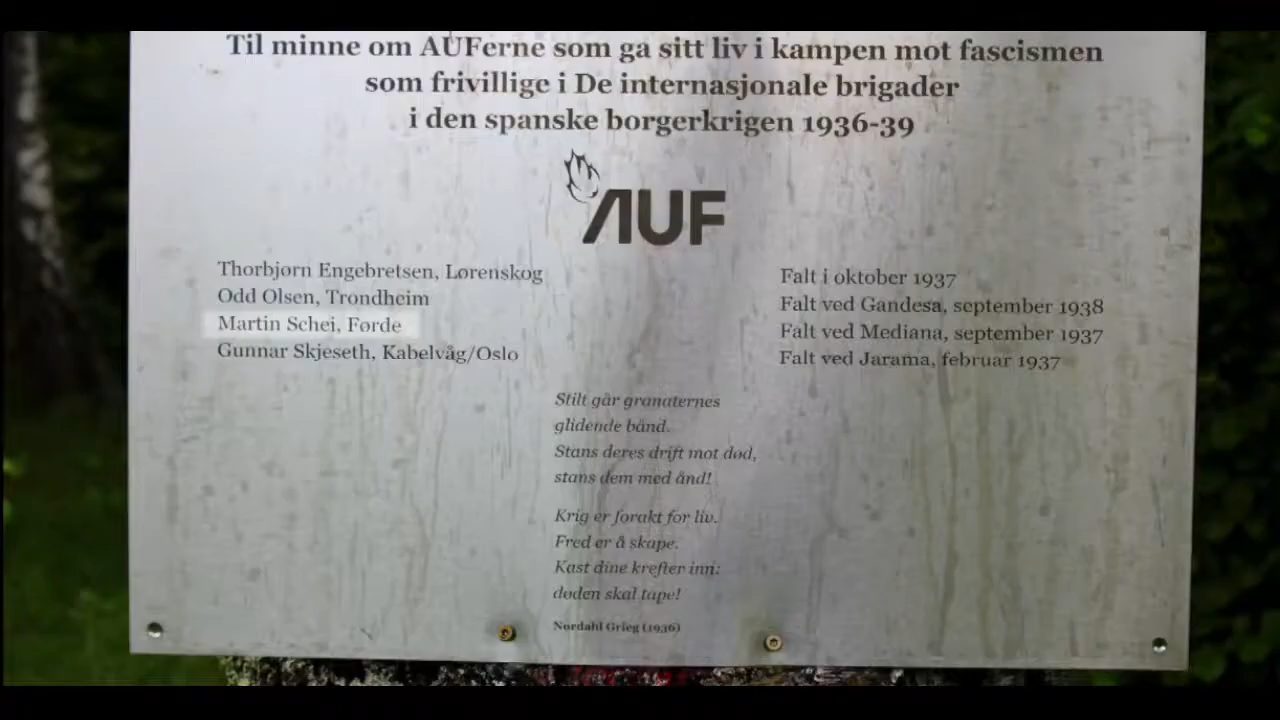 Til minne om AUFerne som ga sitt liv i kampen mot fascismen
som frivillige i De internasjonale brigader
i den spanske borgerkrigen 1936-39
AUF
Thorbjørn Engebretsen, Lørenskog Falt i oktober 1937
Odd Olsen, Trondheim Falt ved Gandesa, september 1938
Martin Schei, Førde Falt ved Mediana, september 1937
Gunnar Skjeseth, Kabelvåg/Oslo Falt ved Jarama, februar 1937
Stilt går granaternes
glidende bånd.
Stans deres drift mot død,
stans dem med ånd!
Krig er forakt for liv.
Fred er å skape.
Kast dine krefter inn:
døden skal tape!
Nordahl Grieg (1936)